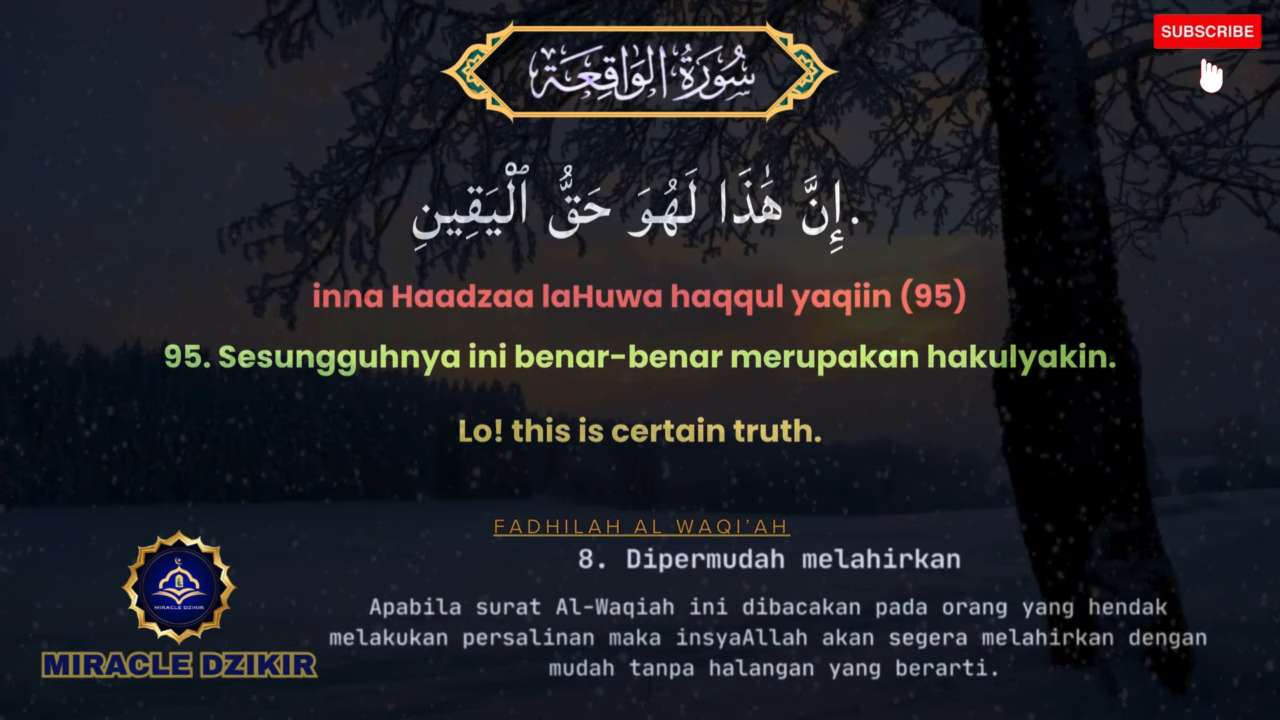 SUBSCRIBE
سُورَةُ الوَاقِعَة
إِنَّ هَٰذَا لَهُوَ حَقُّ ٱلْيَقِينِ.
inna Haadzaa laHuwa haqqul yaqiin (95)
95. Sesungguhnya ini benar-benar merupakan hakulyakin.
Lo! this is certain truth.
FADHILAH AL WAQI'AH
8. Dipermudah melahirkan
Apabila surat Al-Waqiah ini dibacakan pada orang yang hendak
melakukan persalinan maka insyaAllah akan segera melahirkan dengan
mudah tanpa halangan yang berarti.
MIRACLE DZIKIR
MIRACLE DZIKIR